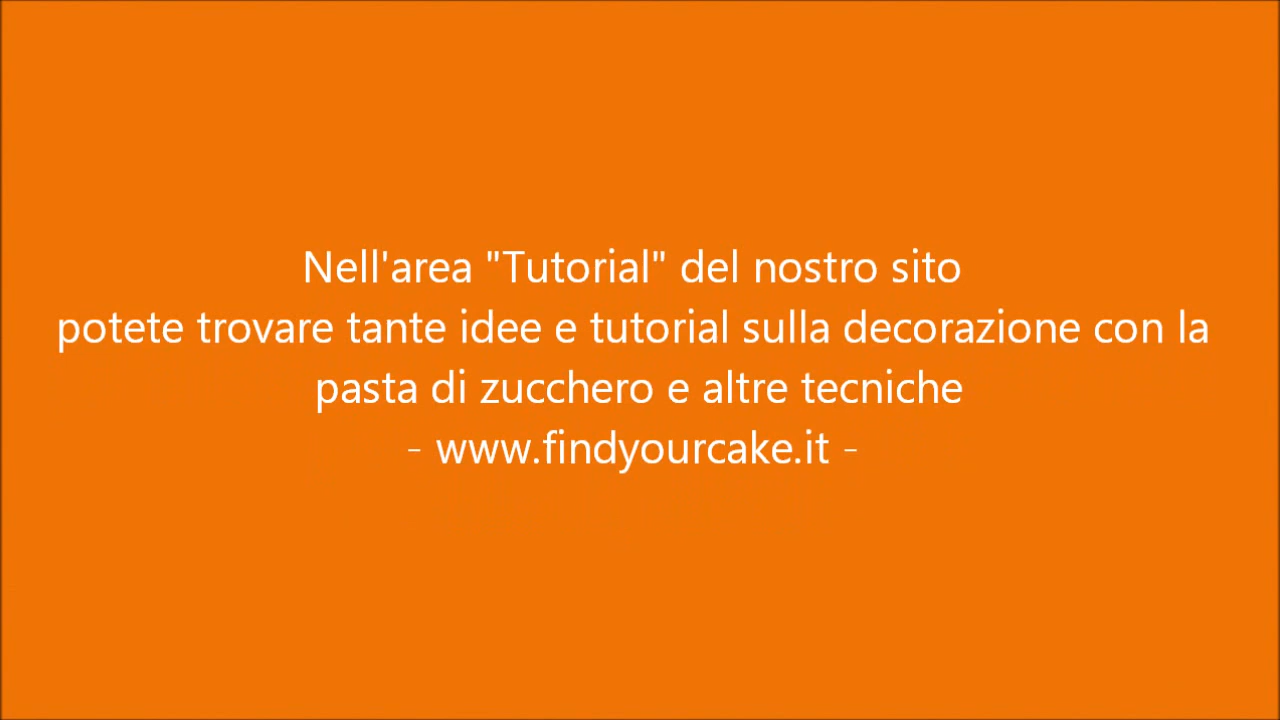 Nell'area "Tutorial" del nostro sito
potete trovare tante idee e tutorial sulla decorazione con la
pasta di zucchero e altre tecniche
- www.findyourcake.it -